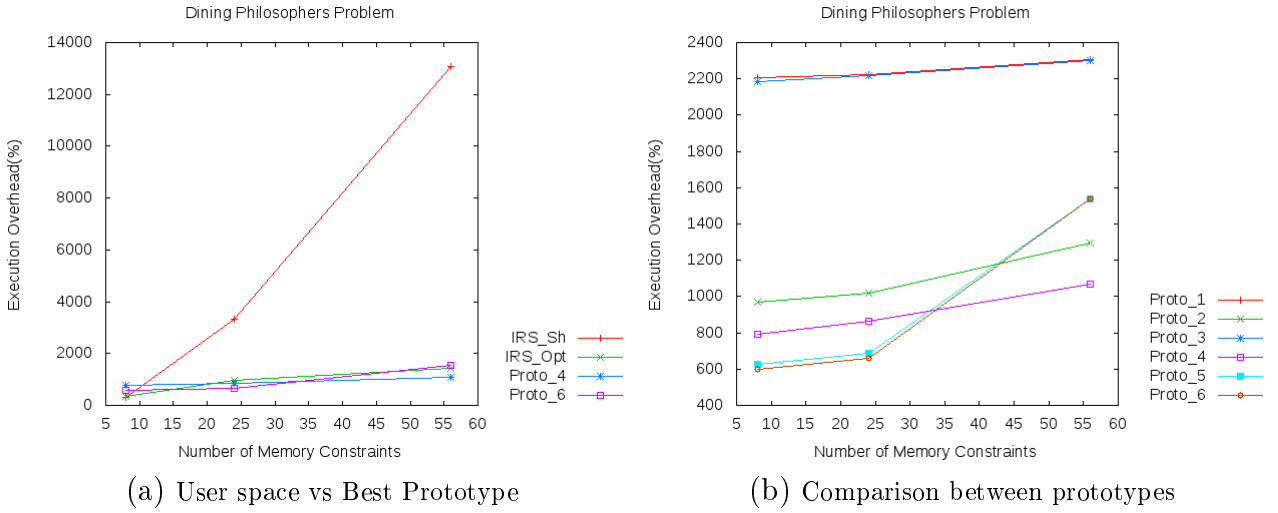 Dining Philosophers Problem
Execution Overhead(%)
14000
12000
10000
8000
6000
4000
2000
0
5 10 15 20 25 30 35 40 45 50 55 60
Number of Memory Constraints
IRS_Sh
IRS_Opt
Proto_4
Proto_6
(a) User space vs Best Prototype
Dining Philosophers Problem
Execution Overhead(%)
2400
2200
2000
1800
1600
1400
1200
1000
800
600
400
5 10 15 20 25 30 35 40 45 50 55 60
Number of Memory Constraints
Proto_1
Proto_2
Proto_3
Proto_4
Proto_5
Proto_6
(b) Comparison between prototypes